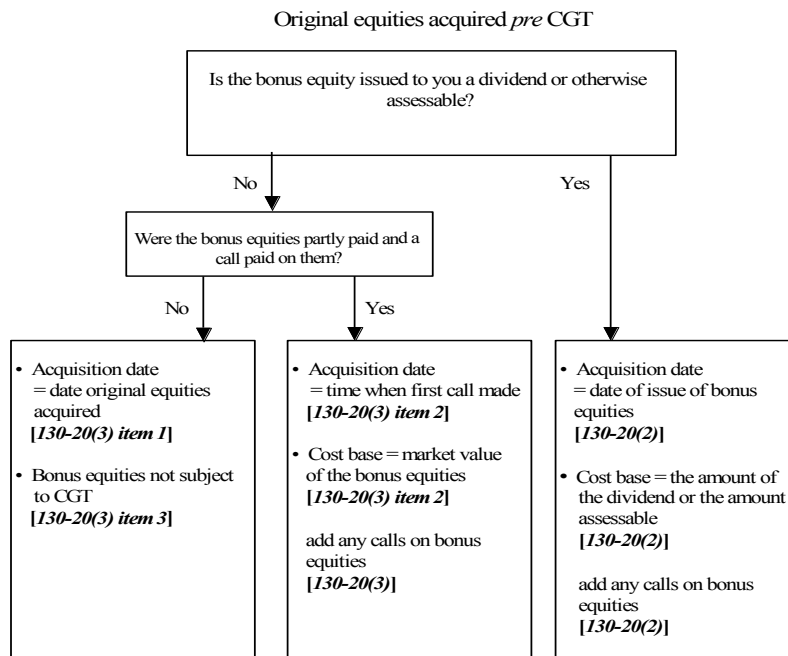 Original equities acquired pre CGT
Is the bonus equity issued to you a dividend or otherwise
assessable?
No
Yes
Were the bonus equities partly paid and a
call paid on them?
No
Yes
• Acquisition date
= date original equities
acquired
[130-20(3) item 1]
• Bonus equities not subject
to CGT
[130-20(3) item 3]
• Acquisition date
= time when first call made
[130-20(3) item 2]
• Cost base = market value
of the bonus equities
[130-20(3) item 2]
add any calls on bonus
equities
[130-20(3)]
• Acquisition date
= date of issue of bonus
equities
[130-20(2)]
• Cost base = the amount of
the dividend or the amount
assessable
[130-20(2)]
add any calls on bonus
equities
[130-20(2)]